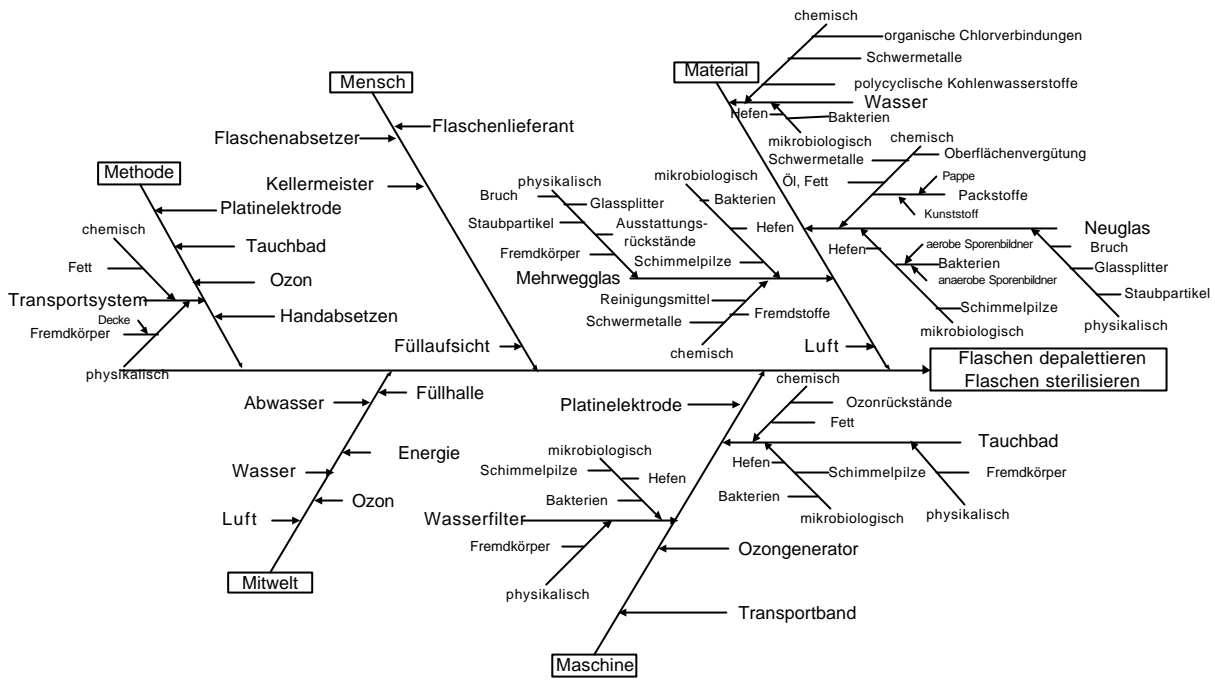 chemisch
organische Chlorverbindungen
Schwermetalle
polycyclische Kohlenwasserstoffe
Material
Wasser
Hefen
Bakterien
mikrobiologisch
Mensch
Flaschenlieferant
Flaschenabsetzer
Kellermeister
Füllaufsicht
Methode
Platinelektrode
chemisch
Tauchbad
Fett
Ozon
Transportsystem
Handabsetzen
Decke
Fremdkörper
physikalisch
physikalisch
Bruch
Glassplitter
Staubpartikel
Ausstattungs-
rückstände
Fremdkörper
mikrobiologisch
Bakterien
Hefen
Schimmelpilze
Mehrwegglas
Reinigungsmittel
Fremdstoffe
Schwermetalle
chemisch
chemisch
Schwermetalle
Oberflächenvergütung
Öl, Fett
Pappe
Packstoffe
Kunststoff
Neuglas
Hefen
aerobe Sporenbildner
Bakterien
anaerobe Sporenbildner
Schimmelpilze
mikrobiologisch
Bruch
Glassplitter
Staubpartikel
physikalisch
Luft
Flaschen depalettieren
Flaschen sterilisieren
Füllhalle
Abwasser
Energie
Wasser
Ozon
Luft
Mitwelt
Platinelektrode
chemisch
Ozonrückstände
Fett
Tauchbad
Hefen
Schimmelpilze
Bakterien
mikrobiologisch
Fremdkörper
physikalisch
mikrobiologisch
Schimmelpilze
Hefen
Bakterien
Wasserfilter
Fremdkörper
physikalisch
Ozongenerator
Transportband
Maschine